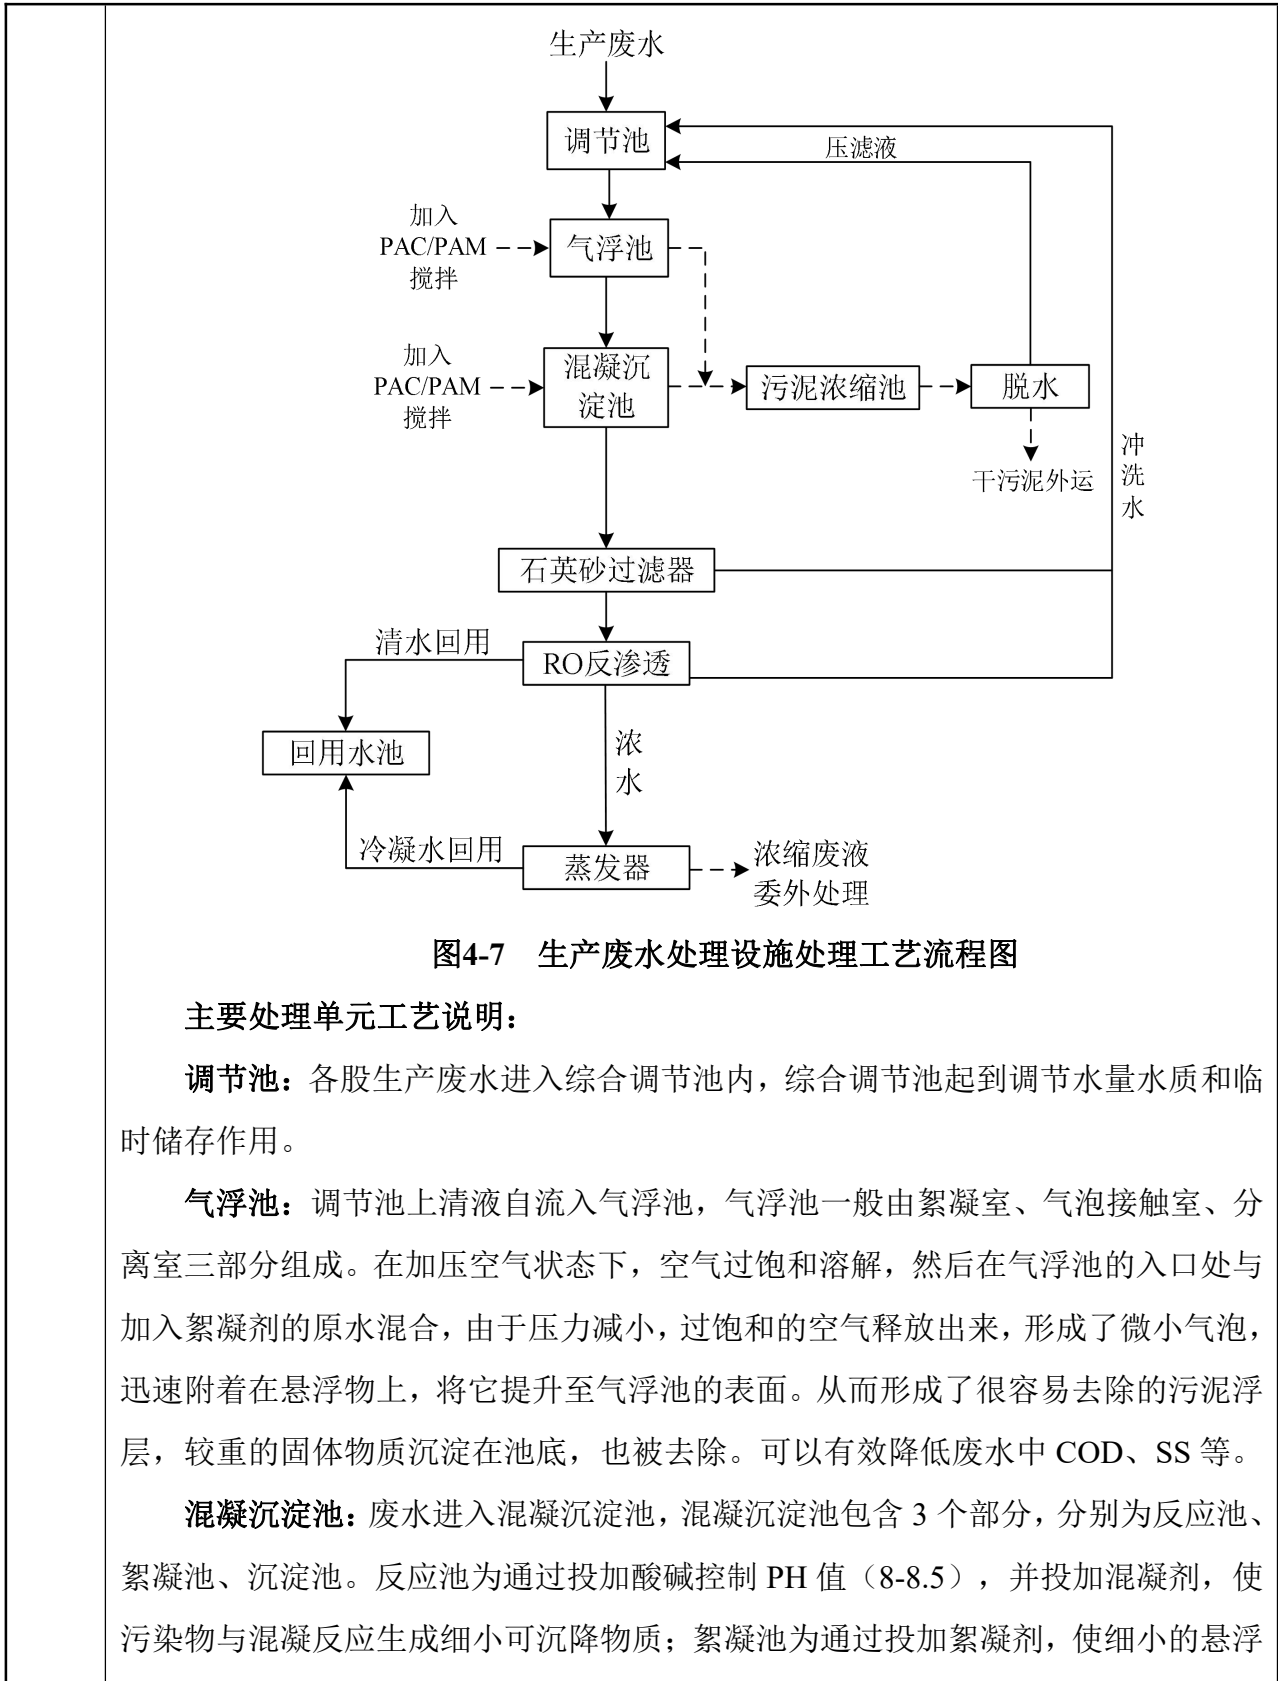 生产废水
调节池
压滤液
加入
PAC/PAM
搅拌
气浮池
加入
PAC/PAM
搅拌
混凝沉
淀池
污泥浓缩池
脱水
干污泥外运
冲
洗
水
石英砂过滤器
清水回用
RO反渗透
回用水池
浓
水
冷凝水回用
蒸发器
浓缩废液
委外处理
图4-7 生产废水处理设施处理工艺流程图
主要处理单元工艺说明：
调节池：各股生产废水进入综合调节池内，综合调节池起到调节水量水质和临
时储存作用。
气浮池：调节池上清液自流入气浮池，气浮池一般由絮凝室、气泡接触室、分
离室三部分组成。在加压空气状态下，空气过饱和溶解，然后在气浮池的入口处与
加入絮凝剂的原水混合，由于压力减小，过饱和的空气释放出来，形成了微小气泡，
迅速附着在悬浮物上，将它提升至气浮池的表面。从而形成了很容易去除的污泥浮
层，较重的固体物质沉淀在池底，也被去除。可以有效降低废水中 COD、SS 等。
混凝沉淀池：废水进入混凝沉淀池，混凝沉淀池包含 3 个部分，分别为反应池、
絮凝池、沉淀池。反应池为通过投加酸碱控制 PH 值（8-8.5），并投加混凝剂，使
污染物与混凝反应生成细小可沉降物质；絮凝池为通过投加絮凝剂，使细小的悬浮